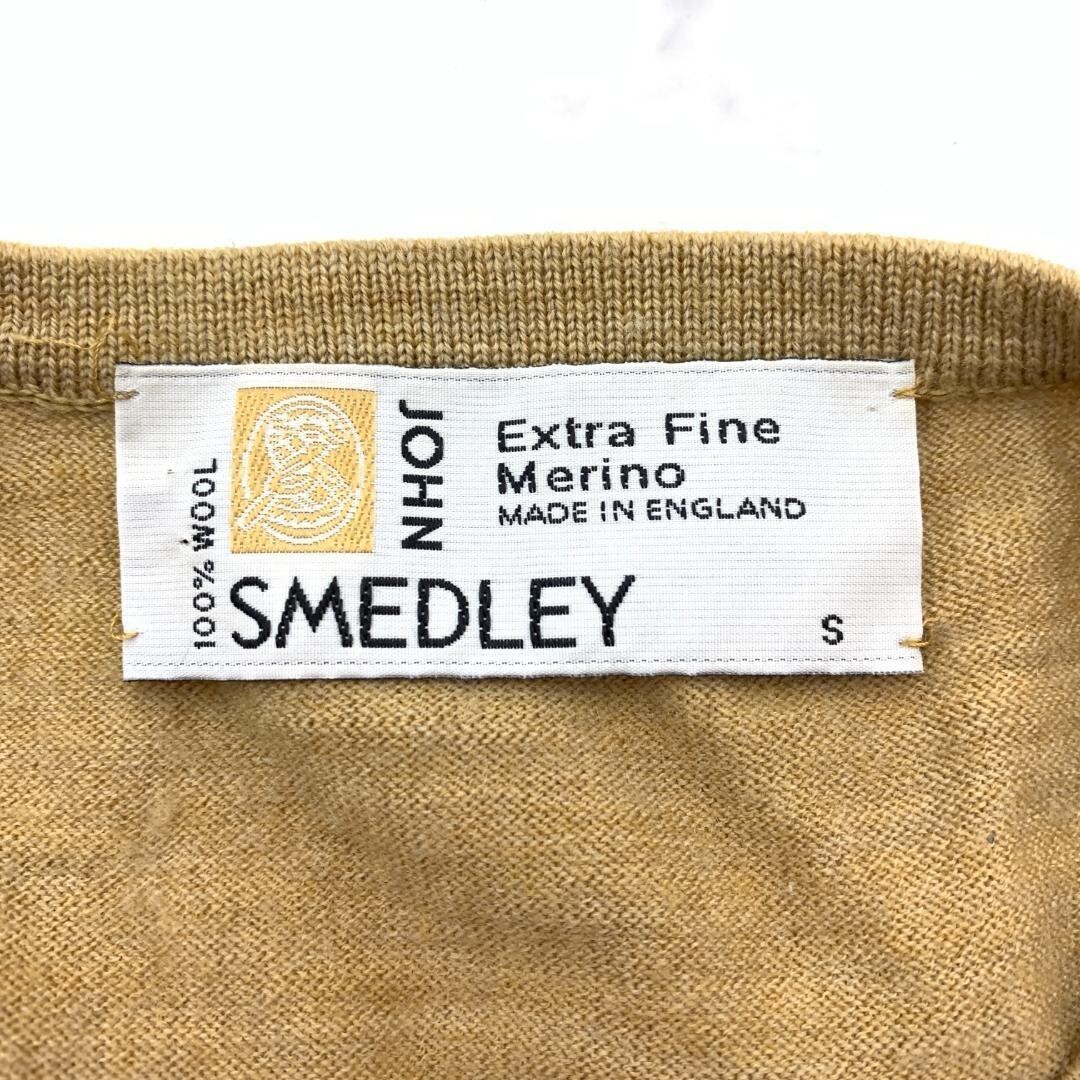 100% WOOL
JOHN
SMEDLEY
Extra Fine
Merino
MADE IN ENGLAND
S